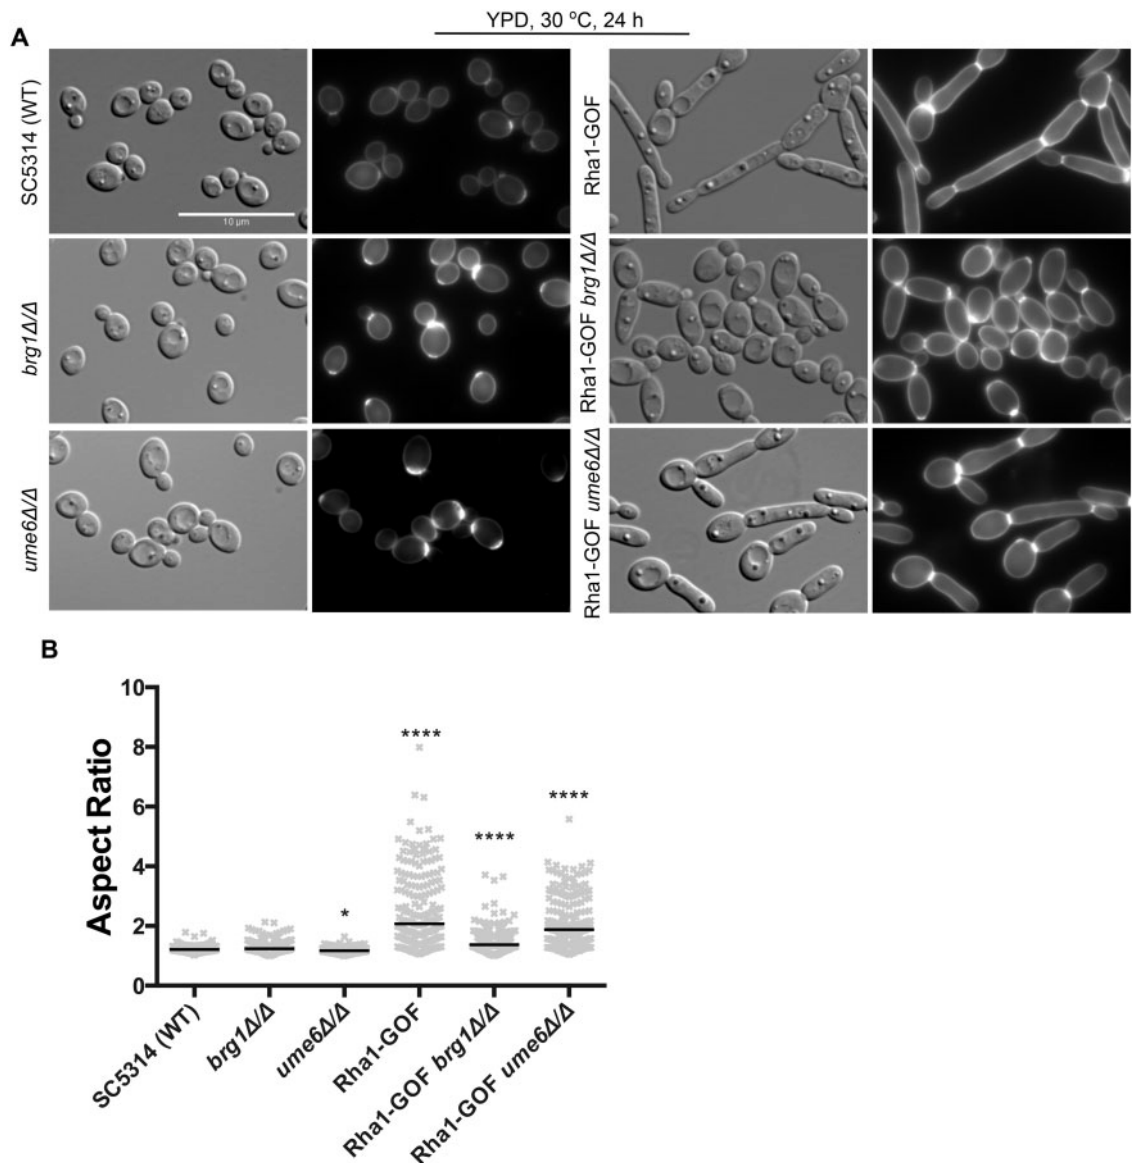 YPD, 30 ºC, 24 h
A
SC5314 (WT)
10 µm
Rha1-GOF
brg1Δ/Δ
Rha1-GOF brg1Δ/Δ
ume6Δ/Δ
Rha1-GOF ume6Δ/Δ
B
Aspect Ratio
10
8
6
4
2
0
****
****
****
*
SC5314 (WT)
brg1Δ/Δ
ume6Δ/Δ
Rha1-GOF
Rha1-GOF brg1Δ/Δ
Rha1-GOF ume6Δ/Δ